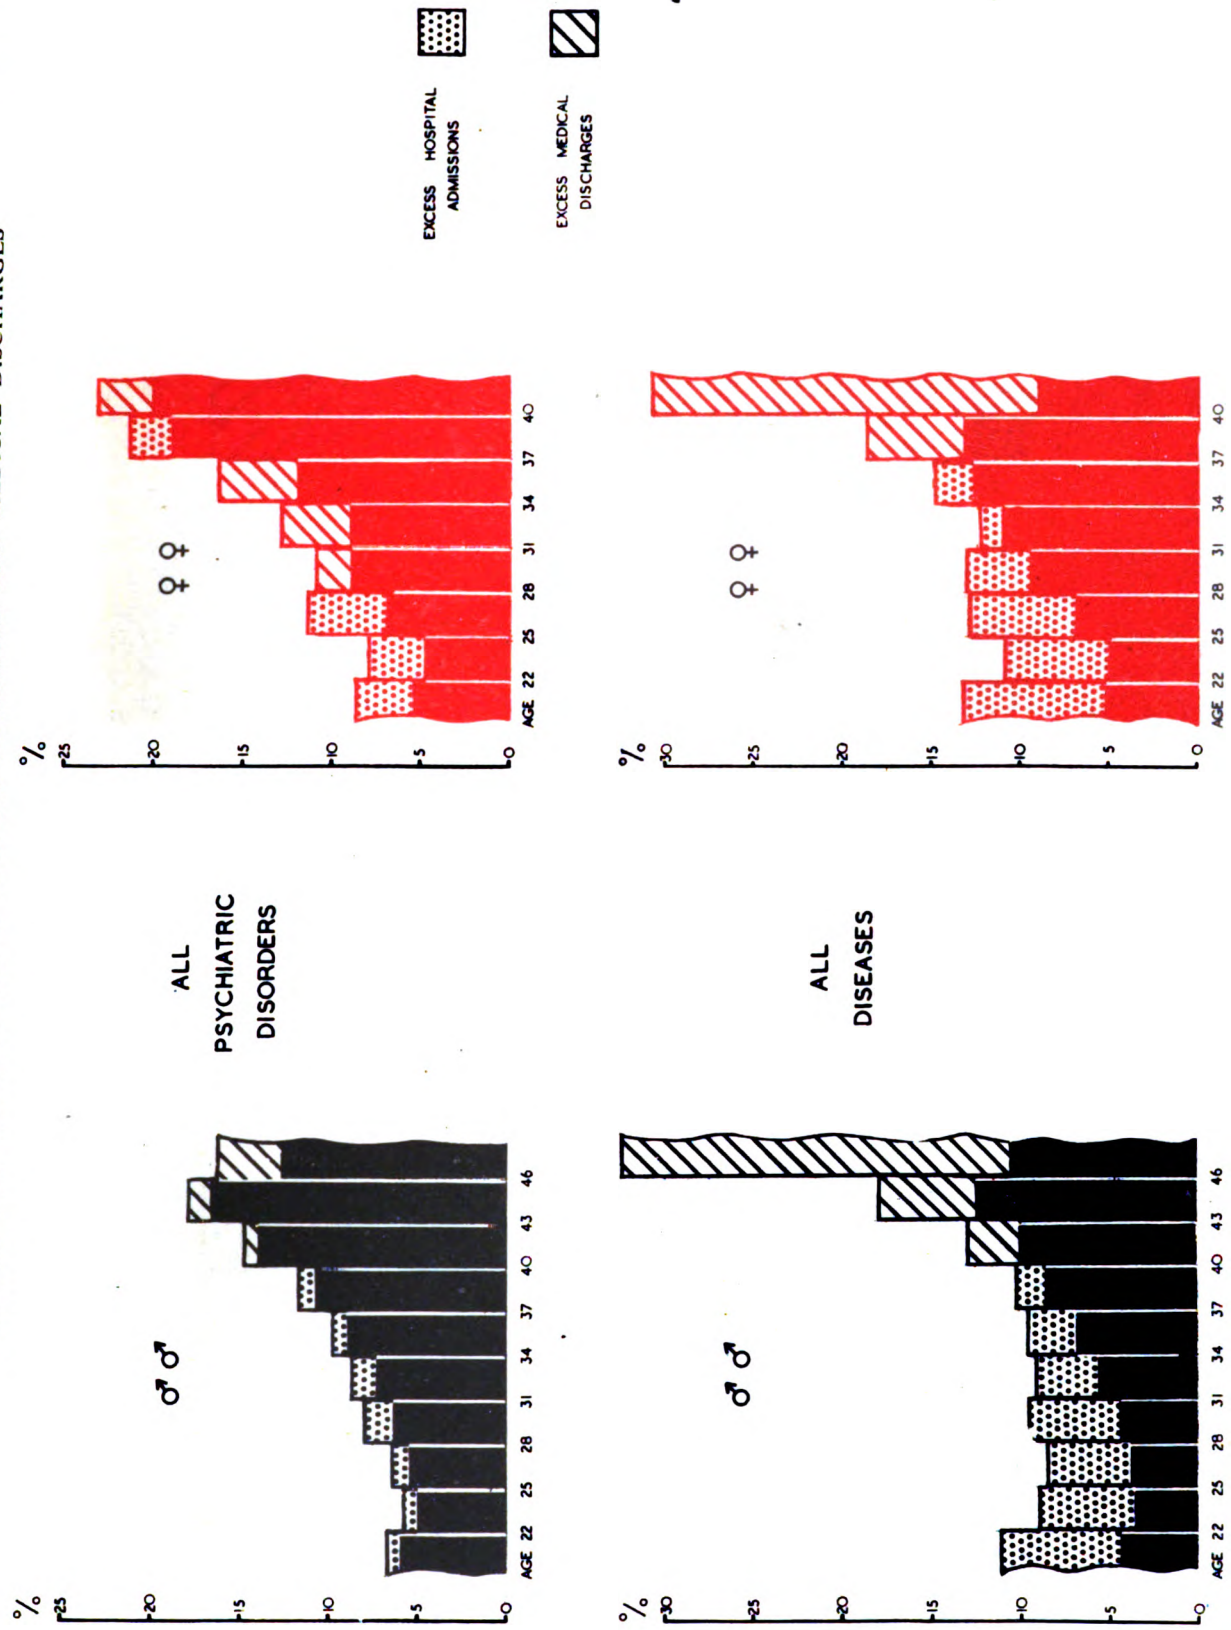 DISCHARGES
%
25
20
15
10
5
0
♂ ♂
AGE 22 25 28 31 34 37 40 43 46
ALL
PSYCHIATRIC
DISORDERS
%
25
20
15
10
5
0
♀ ♀
AGE 22 25 28 31 34 37 40
EXCESS HOSPITAL
ADMISSIONS
EXCESS MEDICAL
DISCHARGES
%
30
25
20
15
10
5
0
♂ ♂
AGE 22 25 28 31 34 37 40 43 46
ALL
DISEASES
%
30
25
20
15
10
5
0
♀ ♀
AGE 22 25 28 31 34 37 40